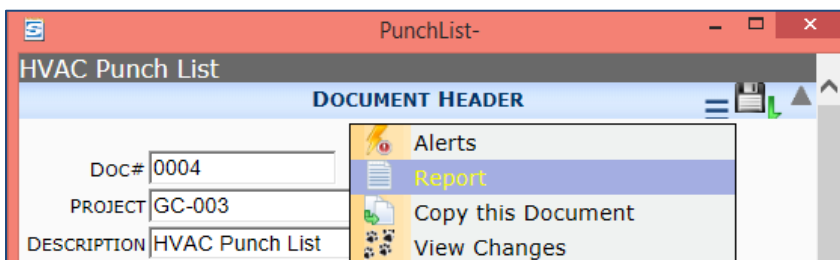 PunchList-
HVAC Punch List
DOCUMENT HEADER
Alerts
DOC# 0004
Report
PROJECT GC-003
Copy this Document
DESCRIPTION HVAC Punch List
View Changes